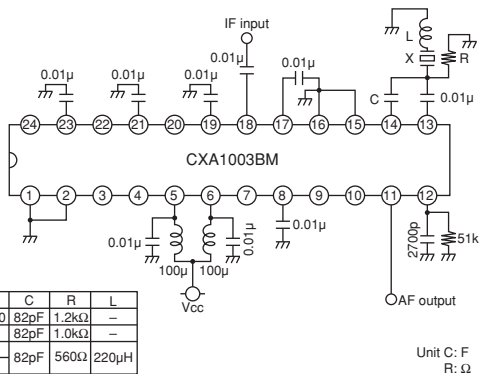 IF input
0.01μ
0.01μ
0.01μ
0.01μ
0.01μ
L
X
R
C
0.01μ
24 23 22 21 20 19 18 17 16 15 14 13
CXA1003BM
1 2 3 4 5 6 7 8 9 10 11 12
0.01μ
0.01μ
0.01μ
100μ 100μ
2700p
51k
Vcc
AF output
C R L
0 82pF 1.2kΩ –
82pF 1.0kΩ –
– 82pF 560Ω 220μH
Unit C: F
R: Ω